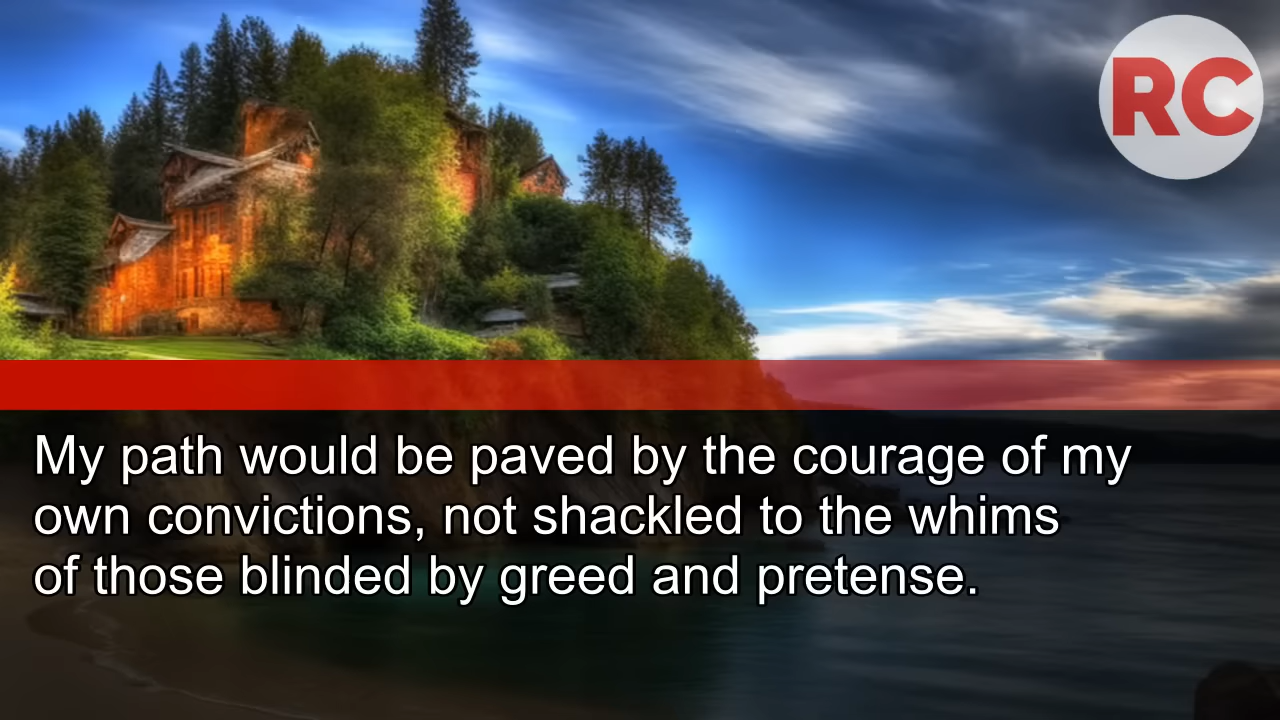 RC
My path would be paved by the courage of my
own convictions, not shackled to the whims
of those blinded by greed and pretense.